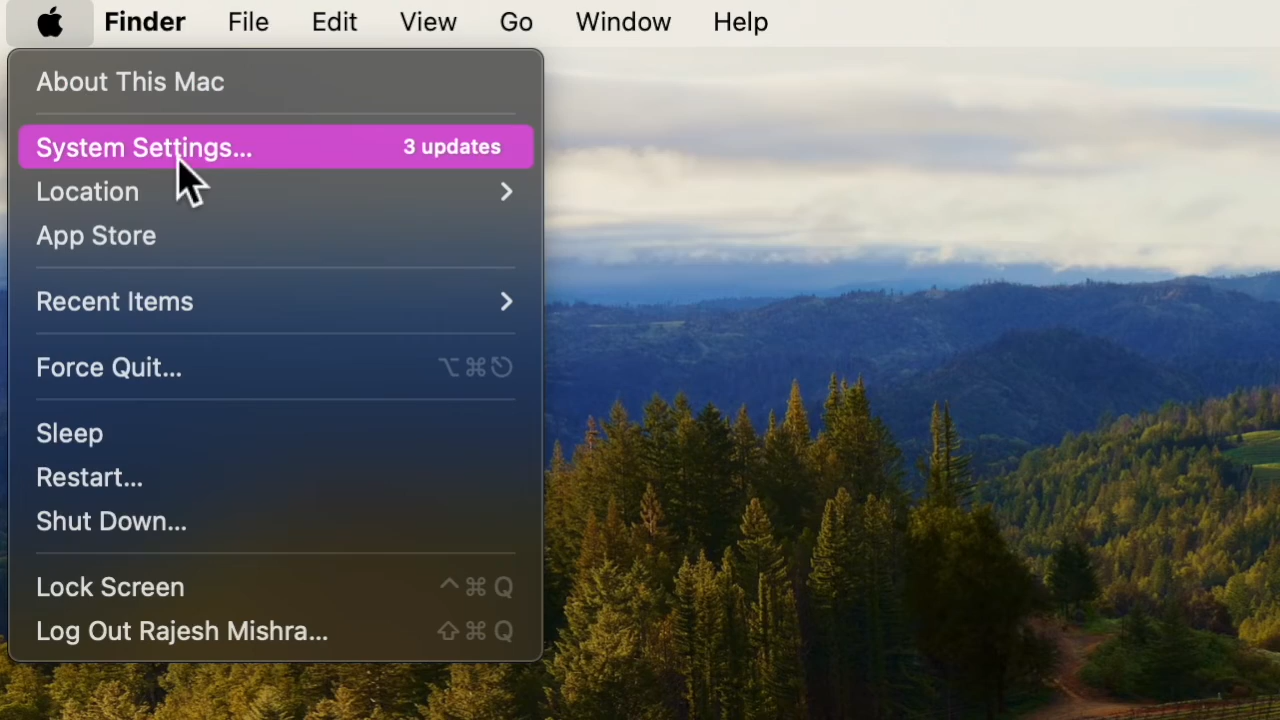 Finder File Edit View Go Window Help
About This Mac
System Settings... 3 updates
Location
App Store
Recent Items
Force Quit... ⌥⌘⎋
Sleep
Restart...
Shut Down...
Lock Screen ^⌘Q
Log Out Rajesh Mishra... ⇧⌘Q